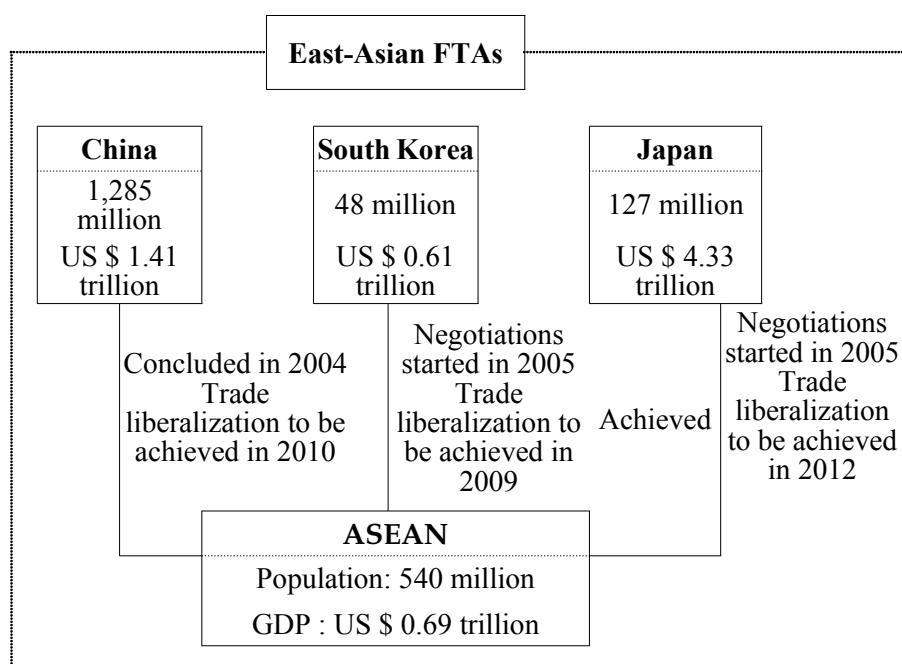 East-Asian FTAs
China
1,285
million
US $ 1.41
trillion
South Korea
48 million
US $ 0.61
trillion
Japan
127 million
US $ 4.33
trillion
Concluded in 2004
Trade
liberalization to be
achieved in 2010
Negotiations
started in 2005
Trade
liberalization to
be achieved in
2009
Achieved
Negotiations
started in 2005
Trade
liberalization
to be achieved
in 2012
ASEAN
Population: 540 million
GDP : US $ 0.69 trillion